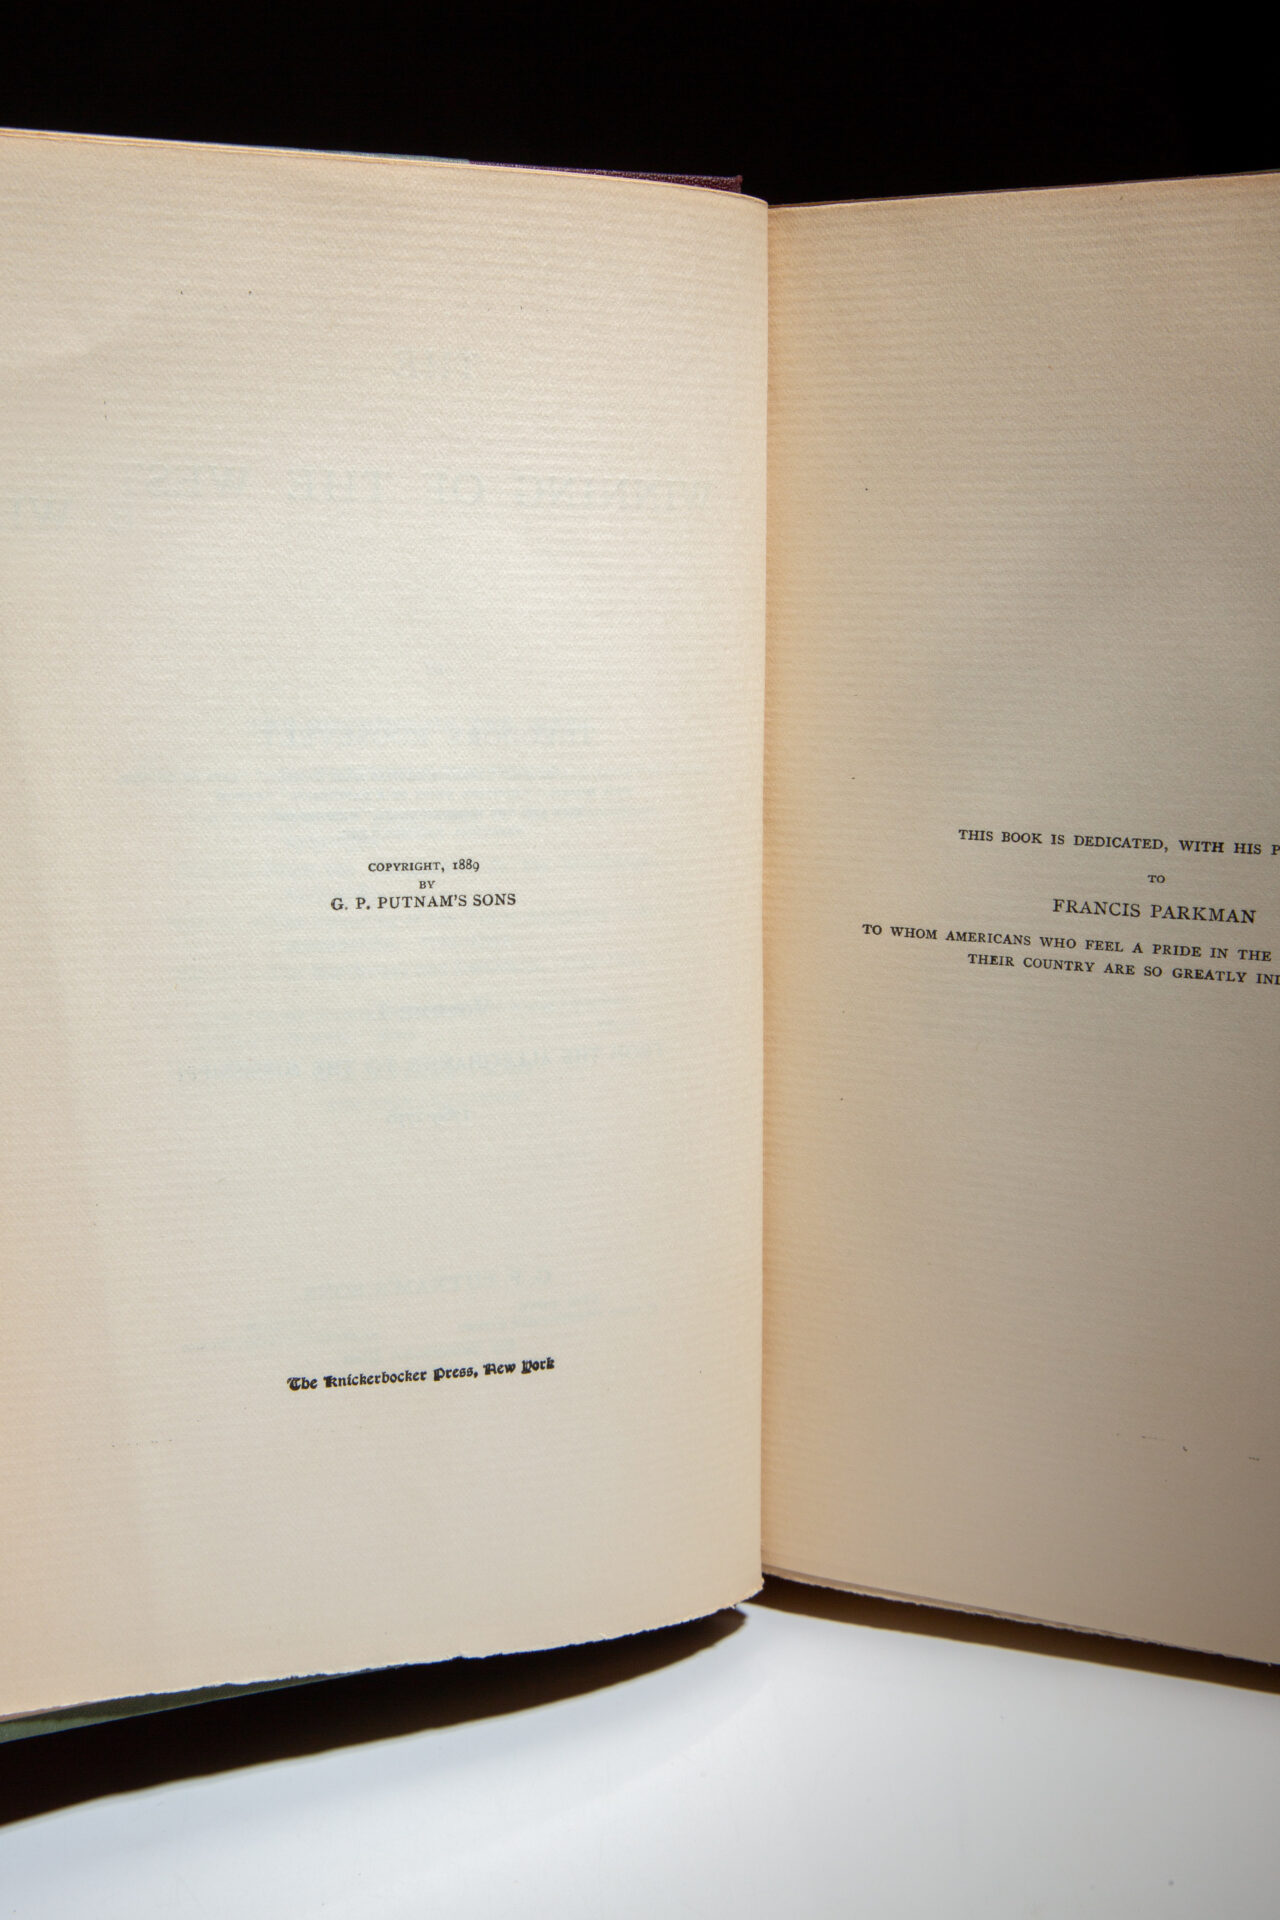 COPYRIGHT, 1889
BY
G. P. PUTNAM'S SONS
The Knickerbocker Press, New York
THIS BOOK IS DEDICATED, WITH HIS P
TO
FRANCIS PARKMAN
TO WHOM AMERICANS WHO FEEL A PRIDE IN THE
THEIR COUNTRY ARE SO GREATLY IND